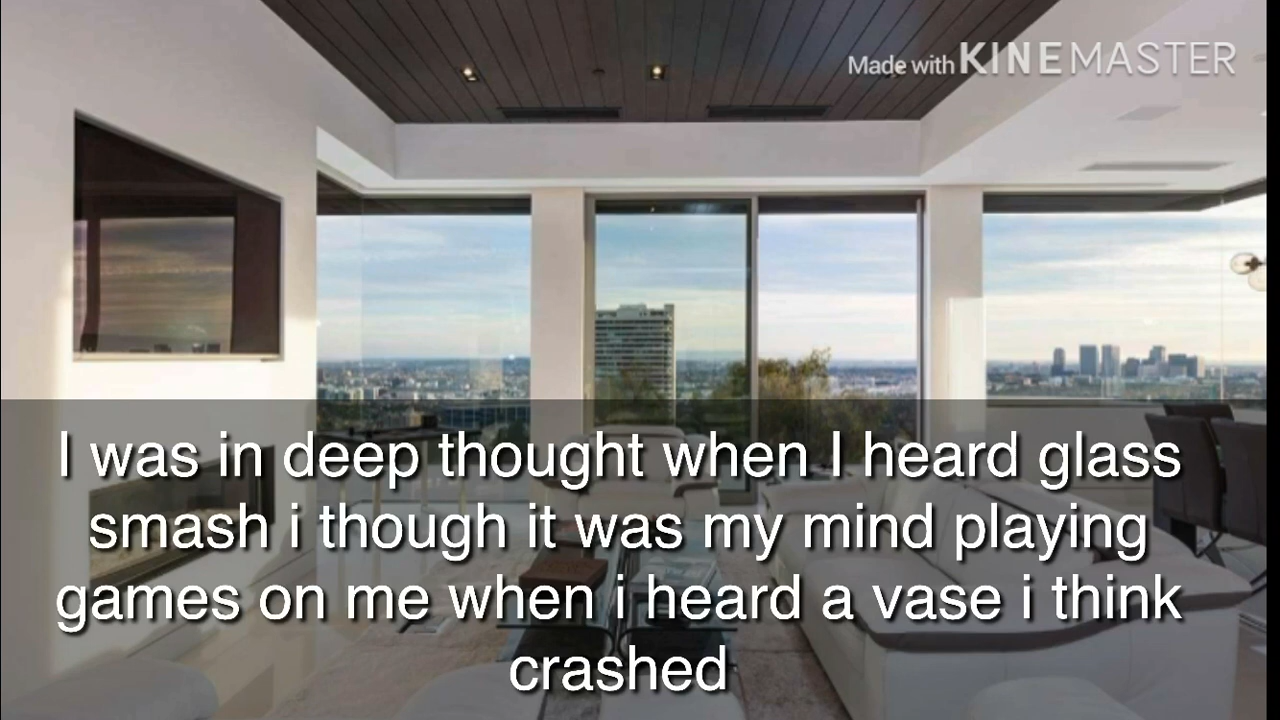 Made with KINEMASTER
I was in deep thought when I heard glass
smash i though it was my mind playing
games on me when i heard a vase i think
crashed